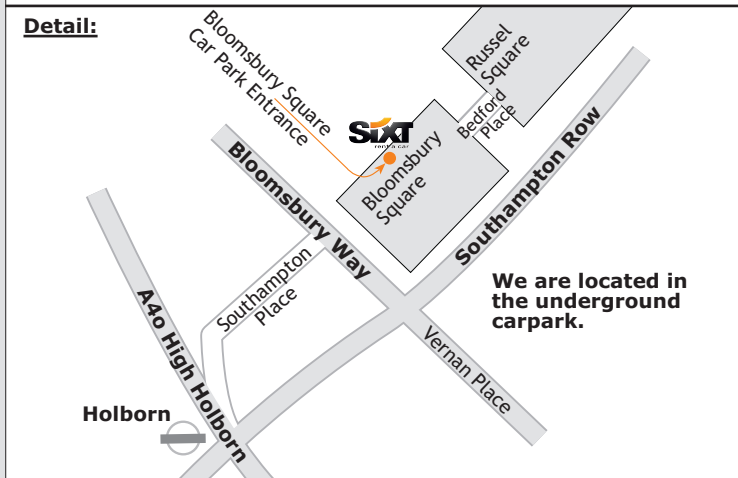 Detail:
Bloomsbury Square
Car Park Entrance
Russel
Square
SIXT
rent a car
Bedford
Place
Bloomsbury
Square
Bloomsbury Way
Southampton Row
Southampton
Place
A40 High Holborn
We are located in
the underground
carpark.
Vernan Place
Holborn